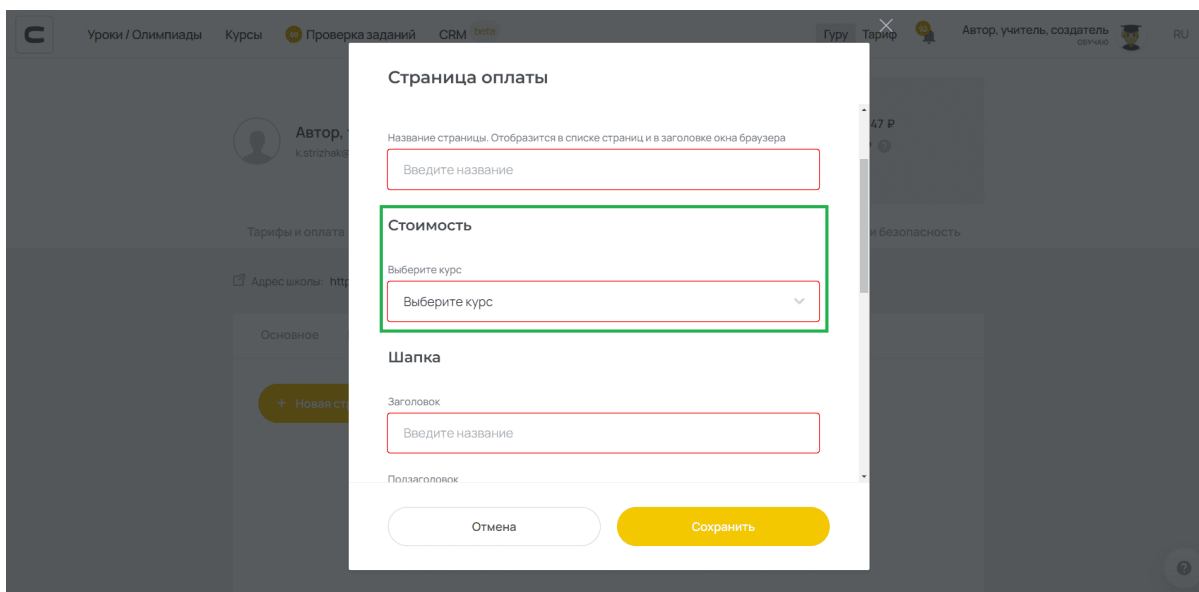 Уроки / Олимпиады Курсы Проверка заданий CRM beta Гуру Тариф Автор, учитель, создатель RU
ОБУЧАЮ
Страница оплаты
47 ₽
Автор,
k.strizhak@
Название страницы. Отобразится в списке страниц и в заголовке окна браузера
Введите название
Стоимость
Тарифы и оплата и безопасность
Выберите курс
Адрес школы: http
Выберите курс
Основное
Шапка
Заголовок
+ Новая стр
Введите название
Подзаголовок
Отмена Сохранить